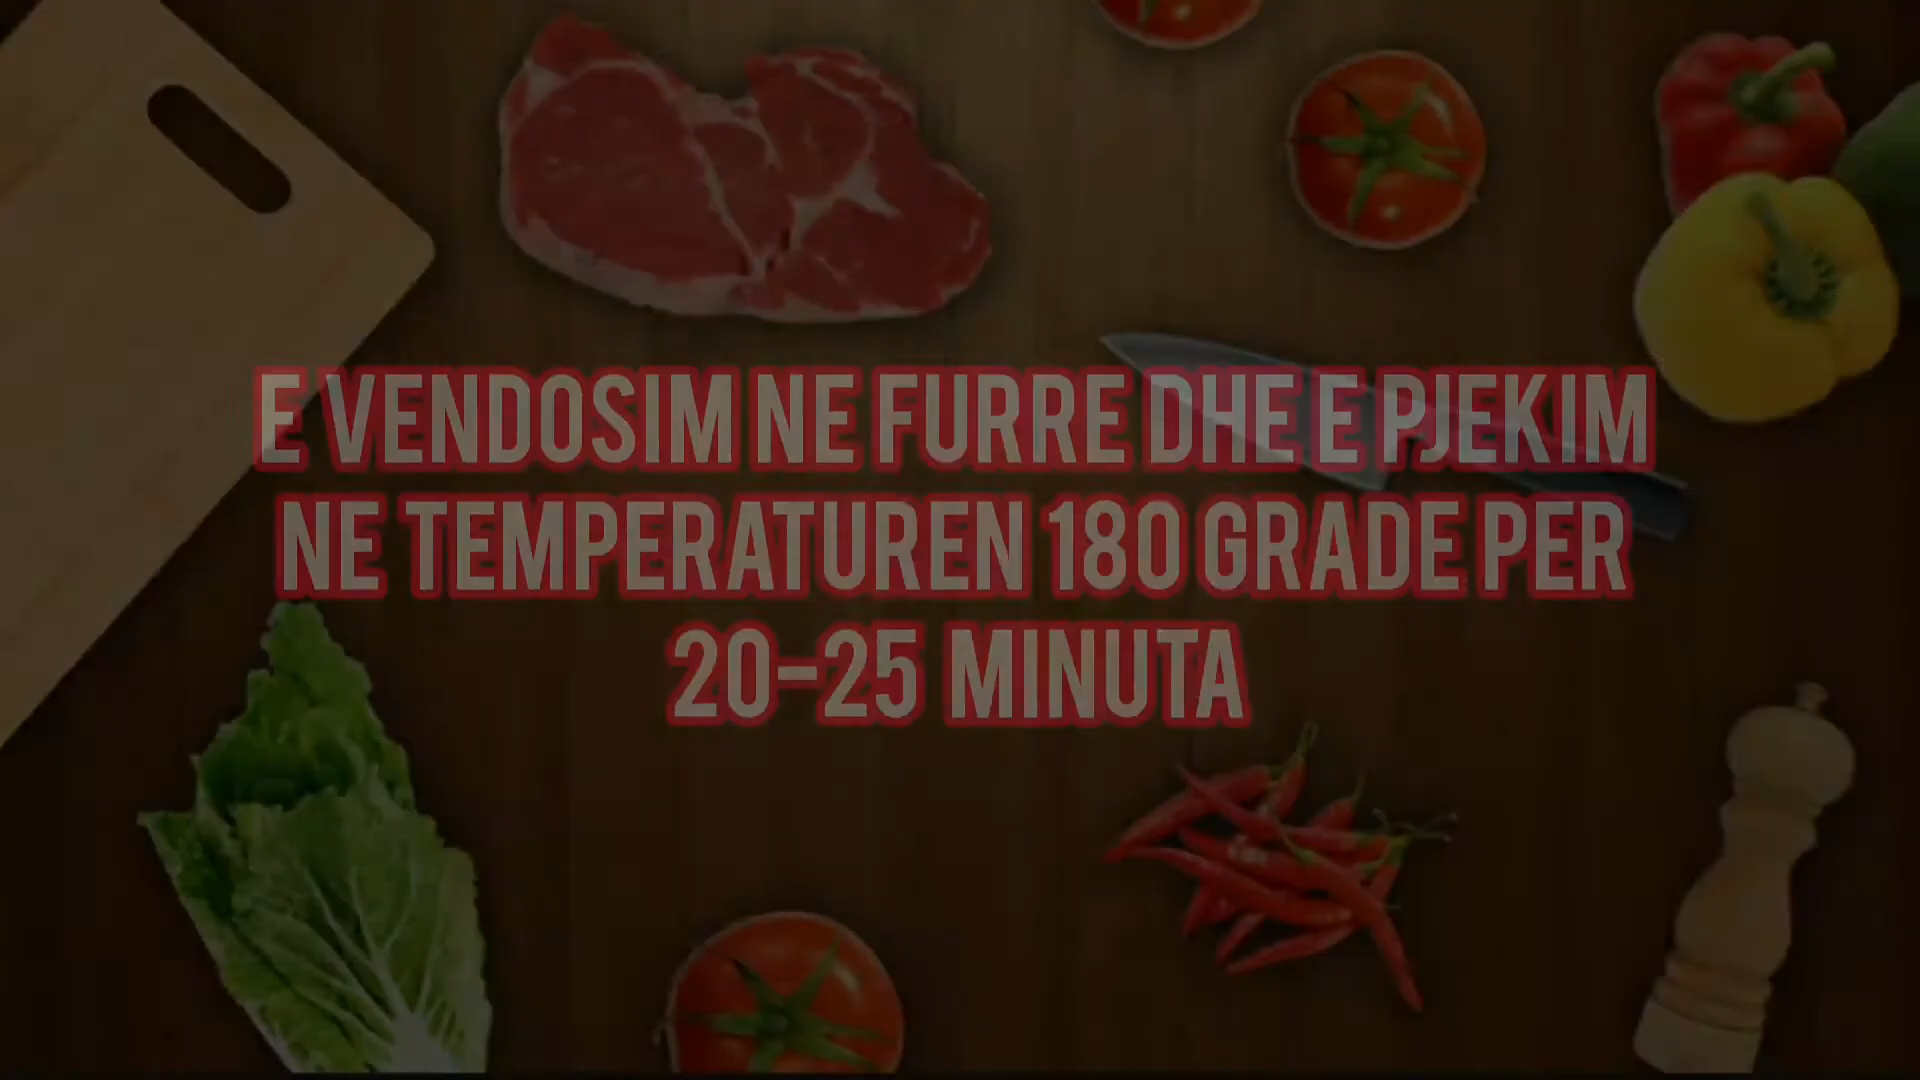 E VENDOSIM NE FURRE DHE E PJEKIM
NE TEMPERATUREN 180 GRADE PER
20-25 MINUTA